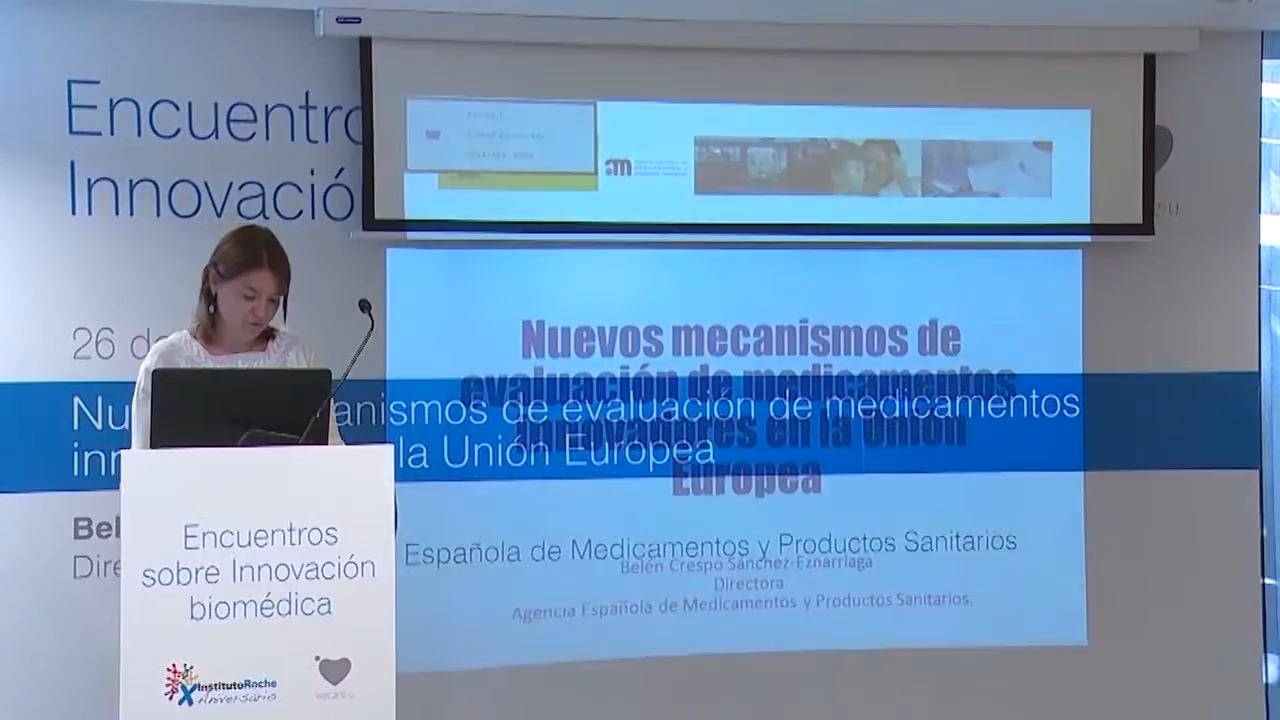 Encuentro
Innovació
26 de
Nuevos mecanismos de
evaluación de medicamentos
innovadores en la Unión
Europea
Nu anismos de evaluación de medicamentos
inn la Unión Europea
Bel
Dire Española de Medicamentos y Productos Sanitarios
Belén Crespo Sánchez-Eznarriaga
Directora
Agencia Española de Medicamentos y Productos Sanitarios.
Encuentros
sobre Innovación
biomédica
InstitutoRoche
X Aniversario